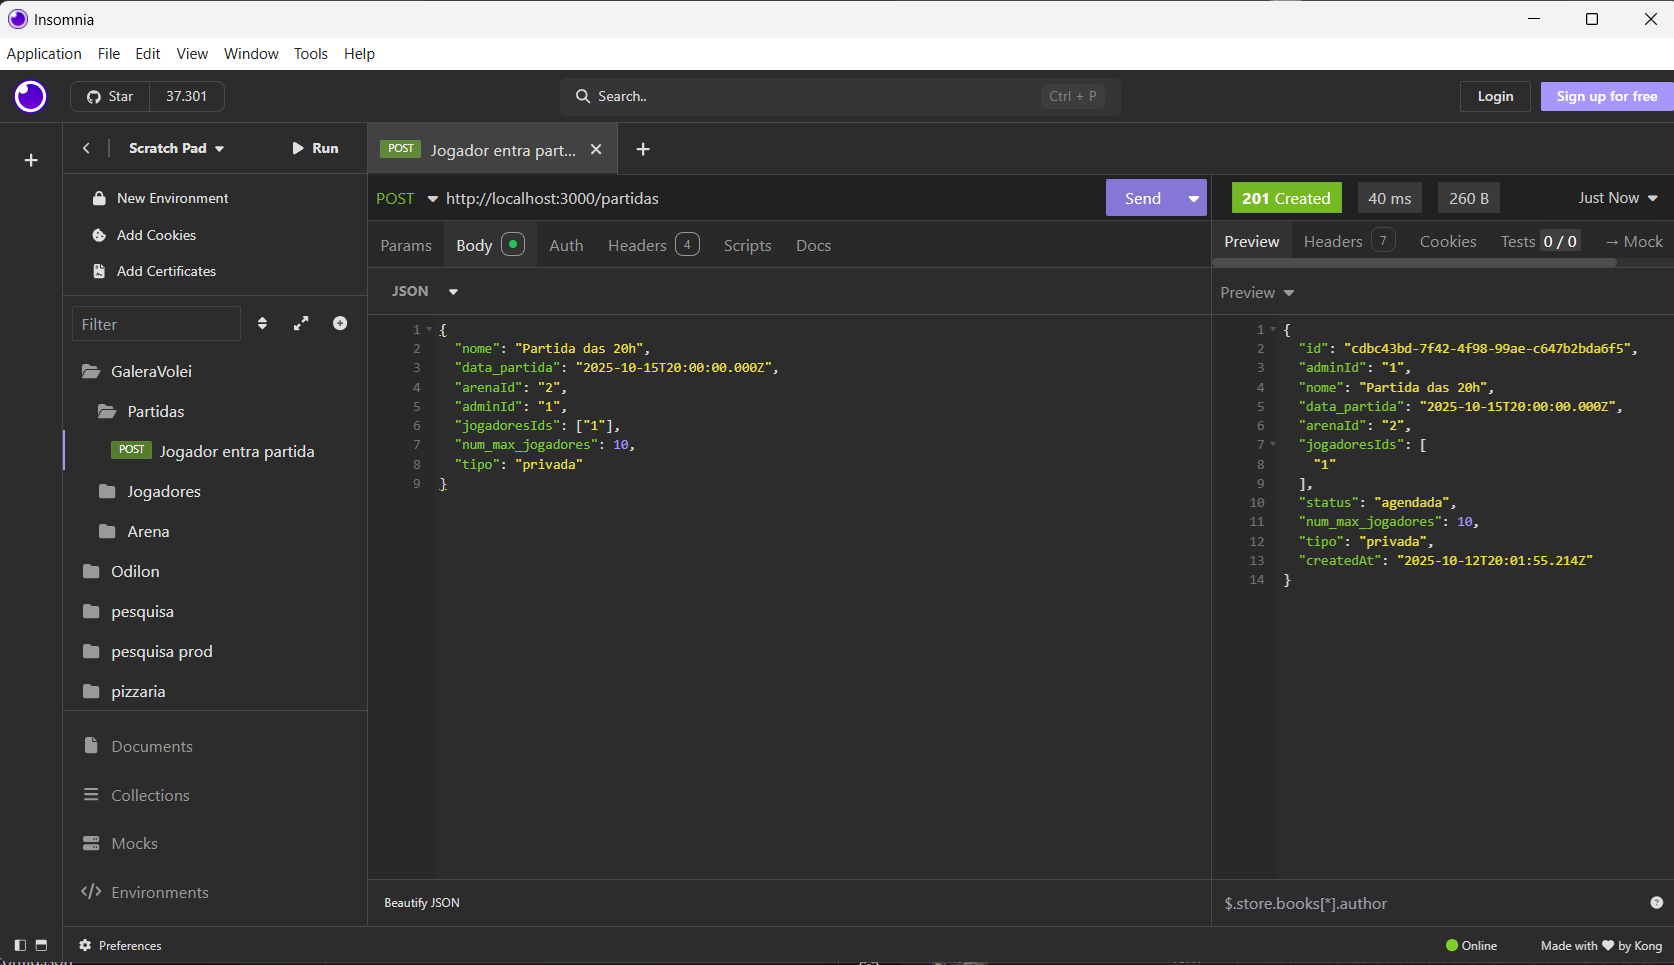 Insomnia
Application File Edit View Window Tools Help
Star 37.301
Search.. Ctrl + P
Login Sign up for free
Scratch Pad Run
POST Jogador entra part...
New Environment
Add Cookies
Add Certificates
Filter
GaleraVolei
Partidas
POST Jogador entra partida
Jogadores
Arena
Odilon
pesquisa
pesquisa prod
pizzaria
Documents
Collections
Mocks
Environments
POST http://localhost:3000/partidas Send
Params Body Auth Headers 4 Scripts Docs
JSON
1 {
2 "nome": "Partida das 20h",
3 "data_partida": "2025-10-15T20:00:00.000Z",
4 "arenaId": "2",
5 "adminId": "1",
6 "jogadoresIds": ["1"],
7 "num_max_jogadores": 10,
8 "tipo": "privada"
9 }
Beautify JSON
201 Created 40 ms 260 B Just Now
Preview Headers 7 Cookies Tests 0 / 0 → Mock
Preview
1 {
2 "id": "cdbc43bd-7f42-4f98-99ae-c647b2bda6f5",
3 "adminId": "1",
4 "nome": "Partida das 20h",
5 "data_partida": "2025-10-15T20:00:00.000Z",
6 "arenaId": "2",
7 "jogadoresIds": [
8 "1"
9 ],
10 "status": "agendada",
11 "num_max_jogadores": 10,
12 "tipo": "privada",
13 "createdAt": "2025-10-12T20:01:55.214Z"
14 }
$.store.books[*].author
Preferences
Online Made with ♥ by Kong